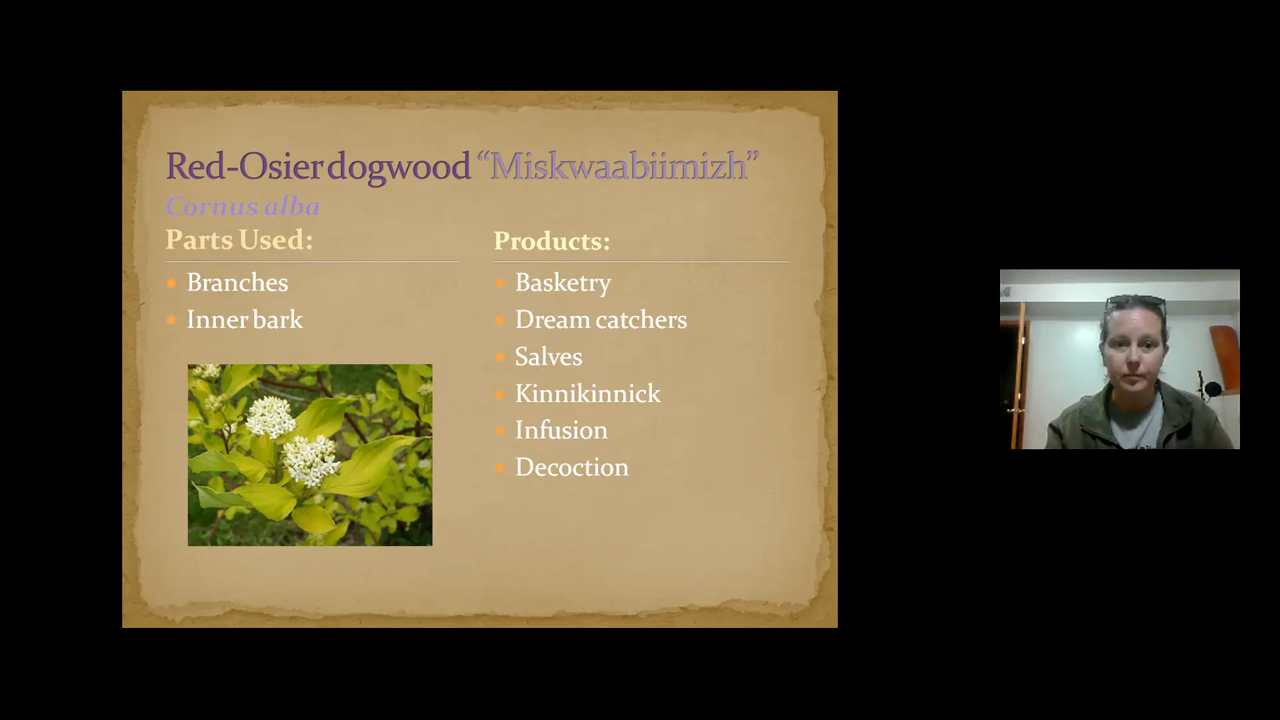 Red-Osier dogwood “Miskwaabiimizh”
Cornus alba
Parts Used:
Branches
Inner bark
Products:
Basketry
Dream catchers
Salves
Kinnikinnick
Infusion
Decoction